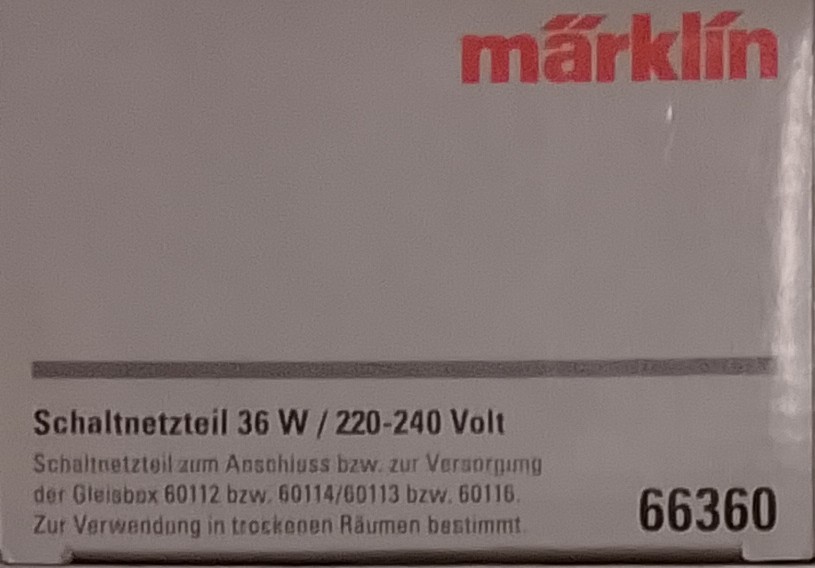 märklin
Schaltnetzteil 36 W / 220-240 Volt
Schaltnetzteil zum Anschluss bzw. zur Versorgung
der Gleisbox 60112 bzw. 60114/60113 bzw. 60116.
Zur Verwendung in trockenen Räumen bestimmt.
66360